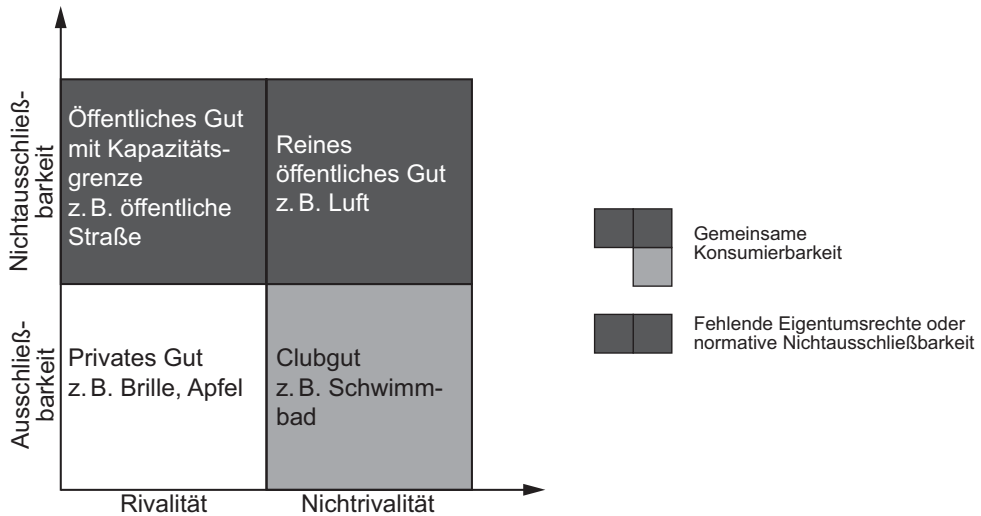 Nichtausschließ-
barkeit
Öffentliches Gut
mit Kapazitäts-
grenze
z. B. öffentliche
Straße
Reines
öffentliches Gut
z. B. Luft
Ausschließ-
barkeit
Privates Gut
z. B. Brille, Apfel
Clubgut
z. B. Schwimm-
bad
Rivalität
Nichtrivalität
Gemeinsame
Konsumierbarkeit
Fehlende Eigentumsrechte oder
normative Nichtausschließbarkeit